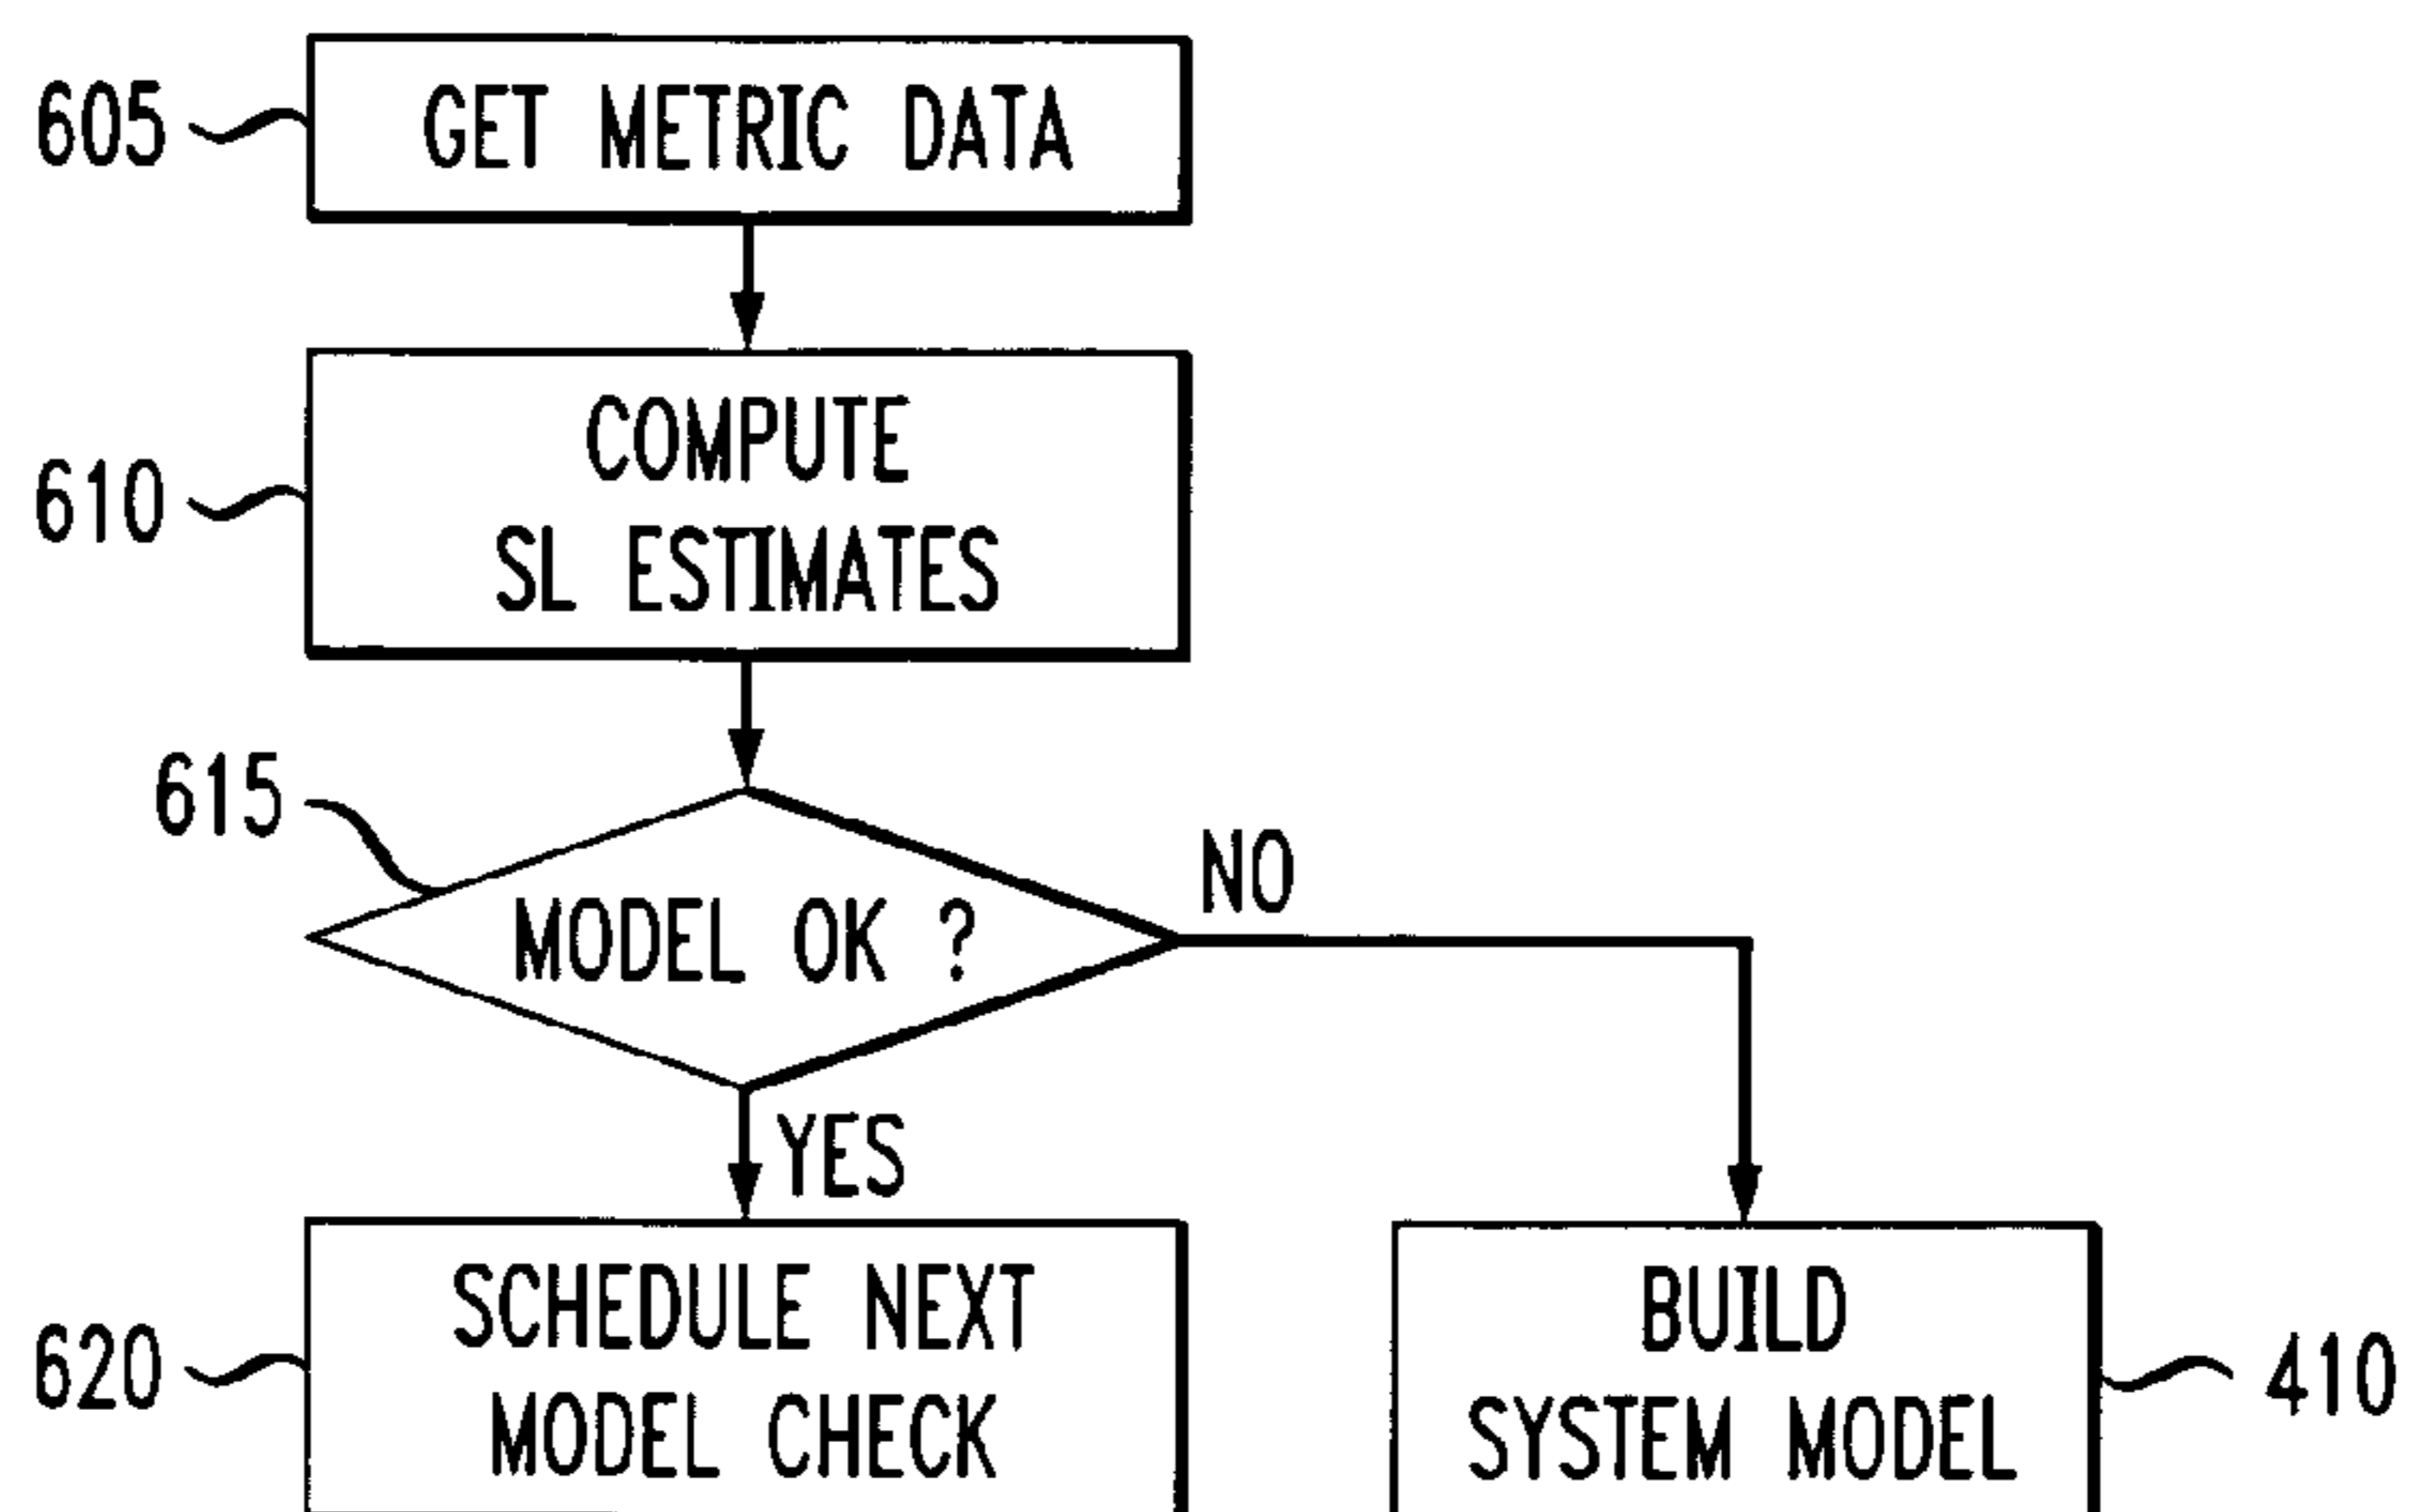 605
GET METRIC DATA
610
COMPUTE
SL ESTIMATES
615
MODEL OK ?
NO
YES
620
SCHEDULE NEXT
MODEL CHECK
BUILD
SYSTEM MODEL
410